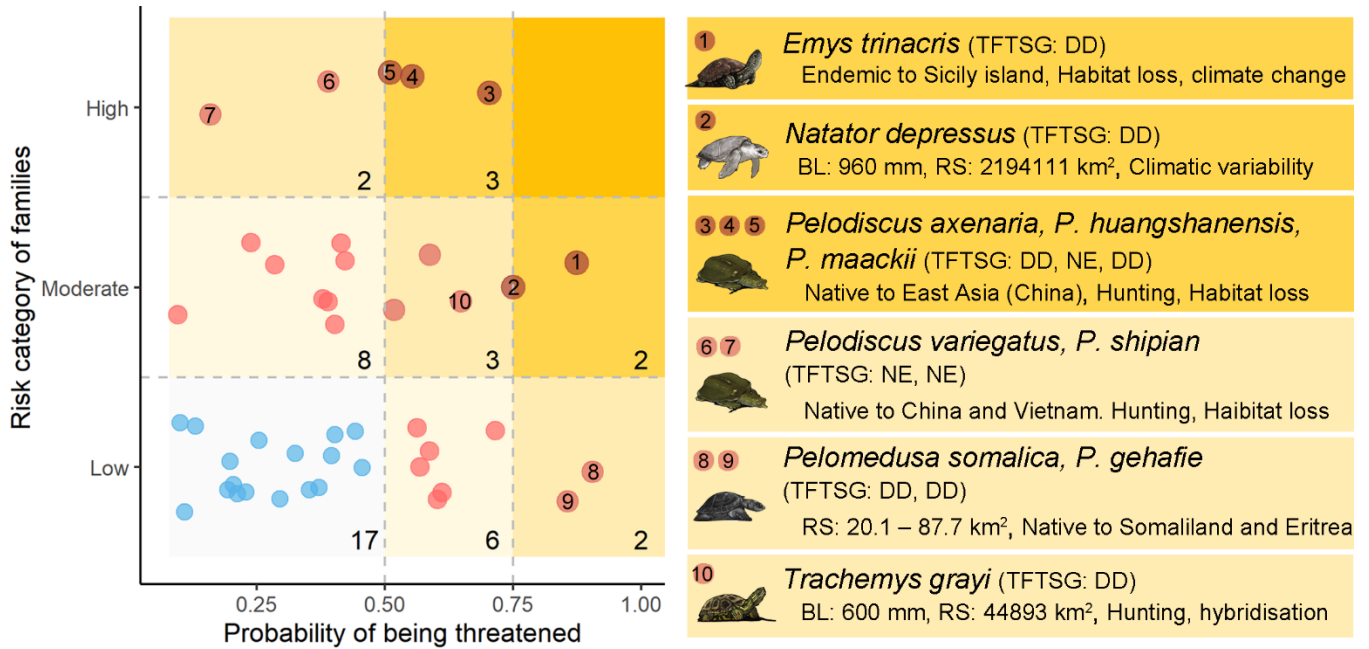 Risk category of families
High
Moderate
Low
5
4
6
3
7
2
3
1
2
10
8
3
2
8
9
17
6
2
0.25
0.50
0.75
1.00
Probability of being threatened
1
Emys trinacris (TFTSG: DD)
Endemic to Sicily island, Habitat loss, climate change
2
Natator depressus (TFTSG: DD)
BL: 960 mm, RS: 2194111 km², Climatic variability
3 4 5
Pelodiscus axenaria, P. huangshanensis,
P. maackii (TFTSG: DD, NE, DD)
Native to East Asia (China), Hunting, Habitat loss
6 7
Pelodiscus variegatus, P. shipian
(TFTSG: NE, NE)
Native to China and Vietnam. Hunting, Haibitat loss
8 9
Pelomedusa somalica, P. gehafie
(TFTSG: DD, DD)
RS: 20.1 – 87.7 km², Native to Somaliland and Eritrea
10
Trachemys grayi (TFTSG: DD)
BL: 600 mm, RS: 44893 km², Hunting, hybridisation